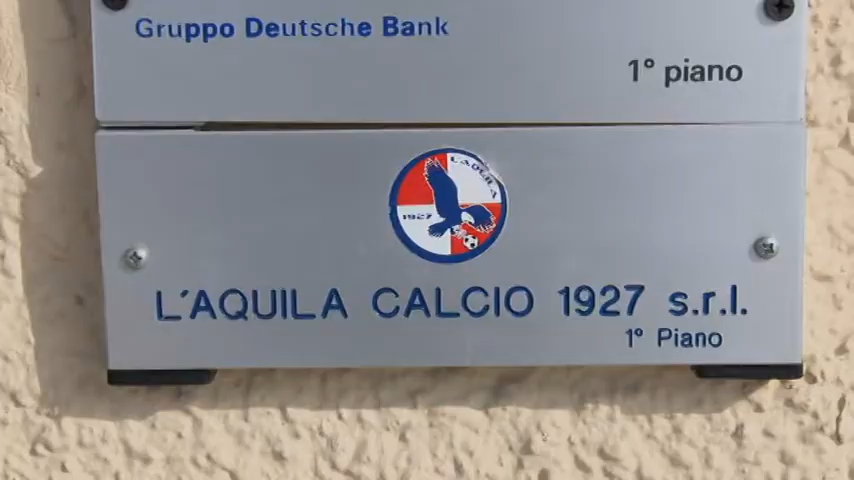 Gruppo Deutsche Bank
1° piano
L'AQUILA
1927
L'AQUILA CALCIO 1927 s.r.l.
1° Piano